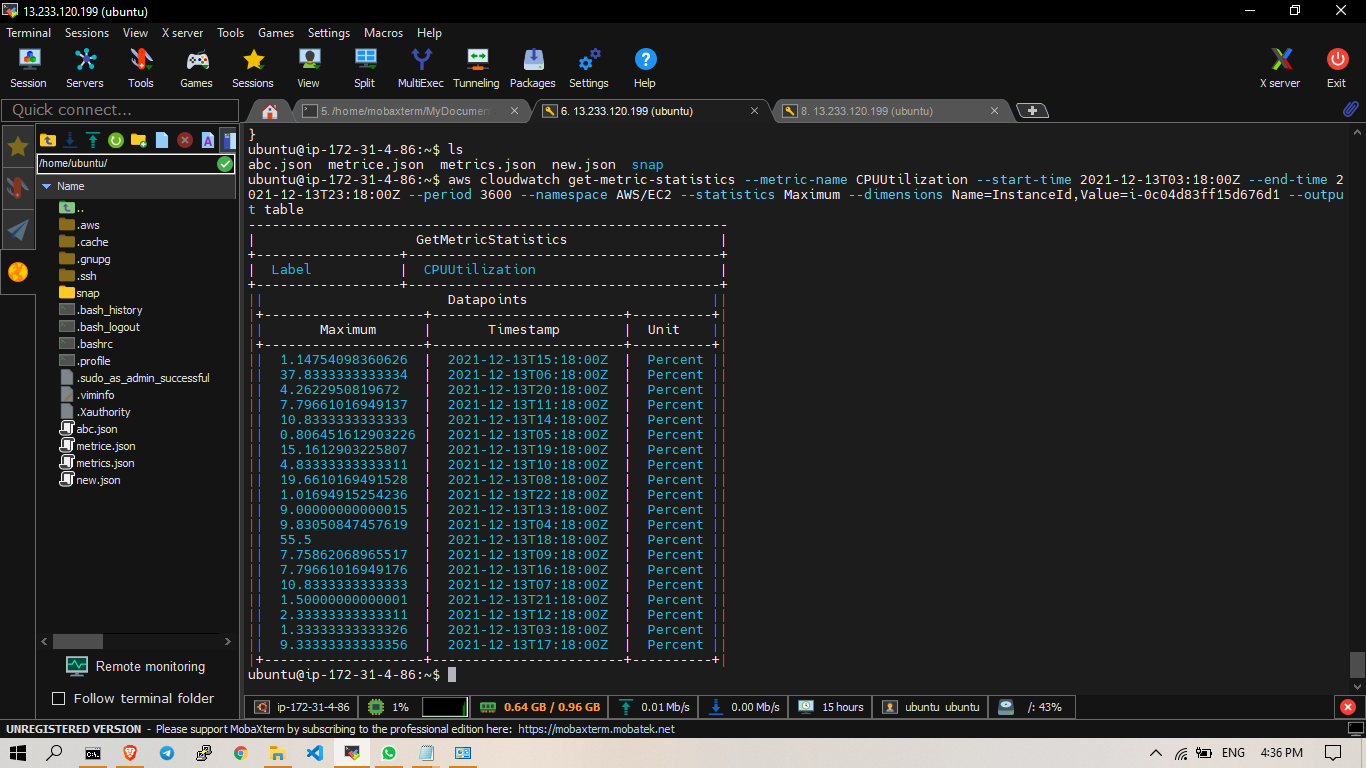 13.233.120.199 (ubuntu)
Terminal Sessions View X server Tools Games Settings Macros Help
Session Servers Tools Games Sessions View Split MultiExec Tunneling Packages Settings Help X server Exit
Quick connect...
5. /home/mobaxterm/MyDocumen
6. 13.233.120.199 (ubuntu)
8. 13.233.120.199 (ubuntu)
/home/ubuntu/
Name
..
.aws
.cache
.gnupg
.ssh
snap
.bash_history
.bash_logout
.bashrc
.profile
.sudo_as_admin_successful
.viminfo
.Xauthority
abc.json
metrice.json
metrics.json
new.json
Remote monitoring
Follow terminal folder
}
ubuntu@ip-172-31-4-86:~$ ls
abc.json  metrice.json  metrics.json  new.json  snap
ubuntu@ip-172-31-4-86:~$ aws cloudwatch get-metric-statistics --metric-name CPUUtilization --start-time 2021-12-13T03:18:00Z --end-time 2
021-12-13T23:18:00Z --period 3600 --namespace AWS/EC2 --statistics Maximum --dimensions Name=InstanceId,Value=i-0c04d83ff15d676d1 --outpu
t table
------------------------------------------------------------
|                    GetMetricStatistics                   |
+------------------+---------------------------------------+
|  Label           |  CPUUtilization                       |
+------------------+---------------------------------------+
||                       Datapoints                       ||
|+--------------------+------------------------+----------+|
||       Maximum      |       Timestamp        |  Unit    ||
|+--------------------+------------------------+----------+|
||  1.14754098360626  |  2021-12-13T15:18:00Z  |  Percent ||
||  37.8333333333334  |  2021-12-13T06:18:00Z  |  Percent ||
||  4.2622950819672   |  2021-12-13T20:18:00Z  |  Percent ||
||  7.79661016949137  |  2021-12-13T11:18:00Z  |  Percent ||
||  10.8333333333333  |  2021-12-13T14:18:00Z  |  Percent ||
||  0.806451612903226 |  2021-12-13T05:18:00Z  |  Percent ||
||  15.1612903225807  |  2021-12-13T19:18:00Z  |  Percent ||
||  4.83333333333311  |  2021-12-13T10:18:00Z  |  Percent ||
||  19.6610169491528  |  2021-12-13T08:18:00Z  |  Percent ||
||  1.01694915254236  |  2021-12-13T22:18:00Z  |  Percent ||
||  9.00000000000015  |  2021-12-13T13:18:00Z  |  Percent ||
||  9.83050847457619  |  2021-12-13T04:18:00Z  |  Percent ||
||  55.5              |  2021-12-13T18:18:00Z  |  Percent ||
||  7.75862068965517  |  2021-12-13T09:18:00Z  |  Percent ||
||  7.79661016949176  |  2021-12-13T16:18:00Z  |  Percent ||
||  10.8333333333333  |  2021-12-13T07:18:00Z  |  Percent ||
||  1.50000000000001  |  2021-12-13T21:18:00Z  |  Percent ||
||  2.33333333333311  |  2021-12-13T12:18:00Z  |  Percent ||
||  1.33333333333326  |  2021-12-13T03:18:00Z  |  Percent ||
||  9.33333333333356  |  2021-12-13T17:18:00Z  |  Percent ||
|+--------------------+------------------------+----------+|
ubuntu@ip-172-31-4-86:~$
ip-172-31-4-86 1% 0.64 GB / 0.96 GB 0.01 Mb/s 0.00 Mb/s 15 hours ubuntu ubuntu /: 43%
UNREGISTERED VERSION - Please support MobaXterm by subscribing to the professional edition here: https://mobaxterm.mobatek.net
ENG 4:36 PM